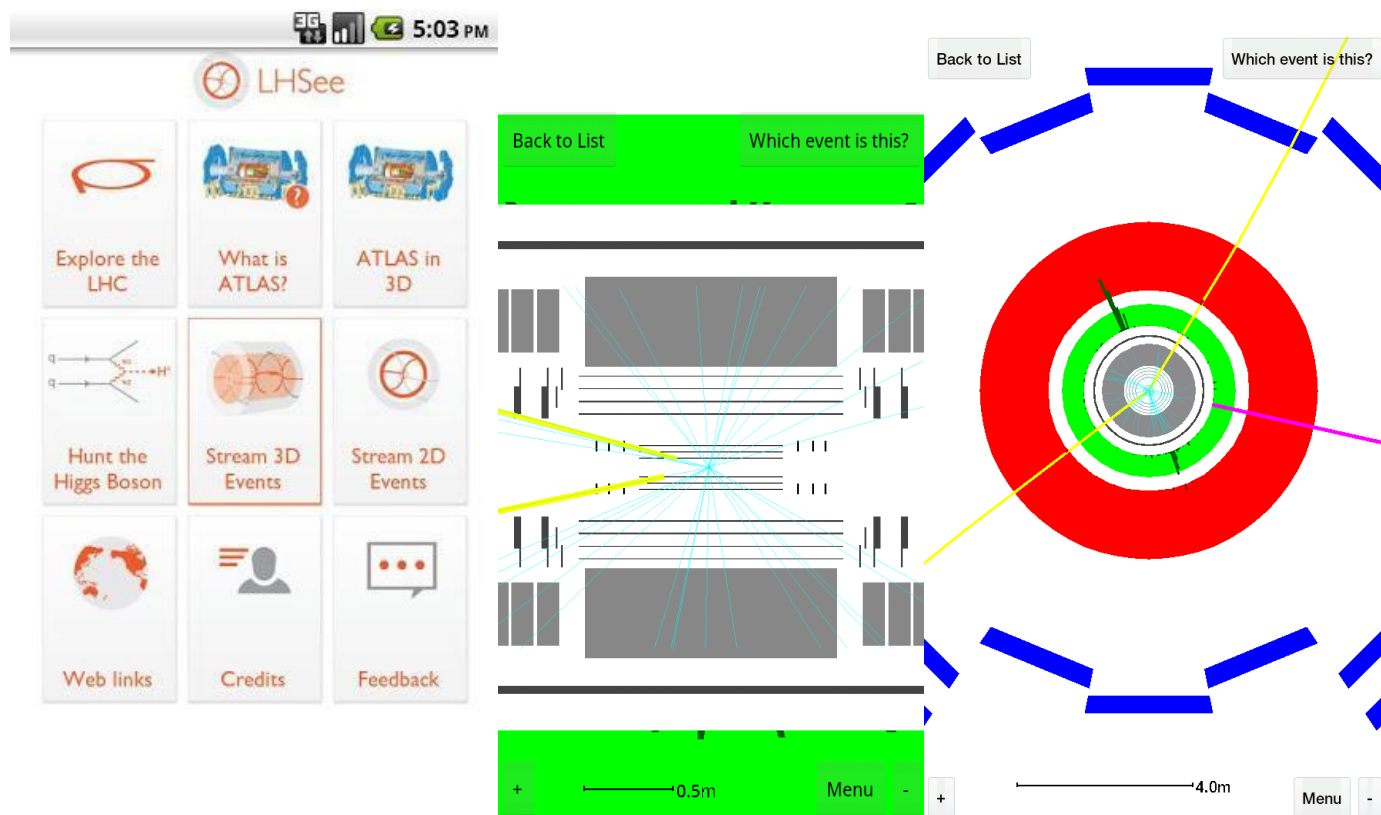 3G
5:03 PM
LHSee
Explore the
LHC
?
What is
ATLAS?
ATLAS in
3D
q
q
H°
Hunt the
Higgs Boson
Stream 3D
Events
Stream 2D
Events
Web links
Credits
Feedback
Back to List
Which event is this?
+
0.5m
Menu
-
Back to List
Which event is this?
+
4.0m
Menu
-